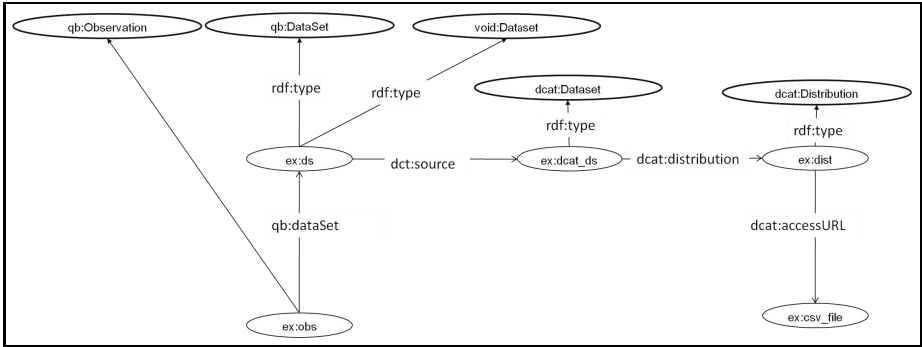 qb:Observation
qb:DataSet
void:Dataset
rdf:type
rdf:type
dcat:Dataset
dcat:Distribution
rdf:type
rdf:type
ex:ds
dct:source
ex:dcat_ds
dcat:distribution
ex:dist
qb:dataSet
dcat:accessURL
ex:obs
ex:csv_file